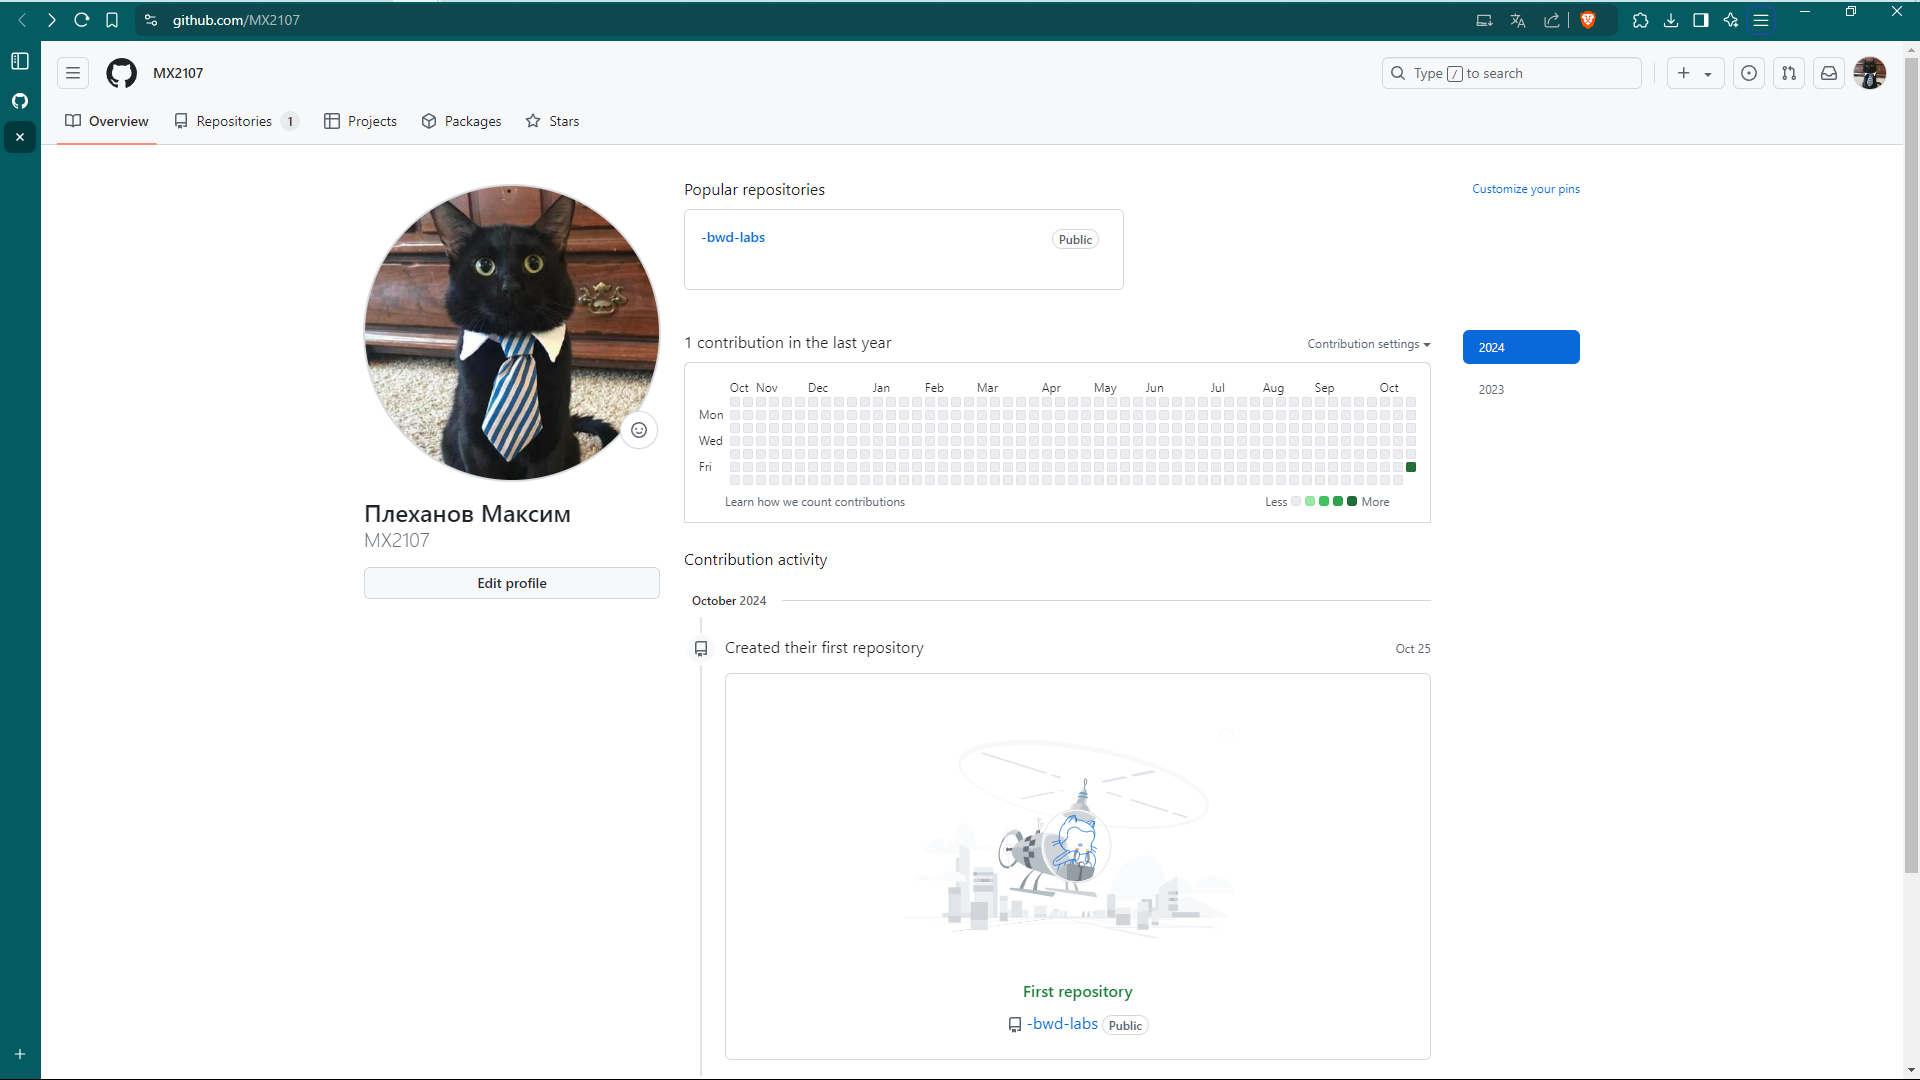 github.com/MX2107
MX2107
Type / to search
Overview
Repositories 1
Projects
Packages
Stars
Popular repositories
Customize your pins
-bwd-labs
Public
1 contribution in the last year
Contribution settings
2024
2023
Oct Nov Dec Jan Feb Mar Apr May Jun Jul Aug Sep Oct
Mon
Wed
Fri
Learn how we count contributions
Less
More
Плеханов Максим
MX2107
Edit profile
Contribution activity
October 2024
Created their first repository
Oct 25
First repository
-bwd-labs Public